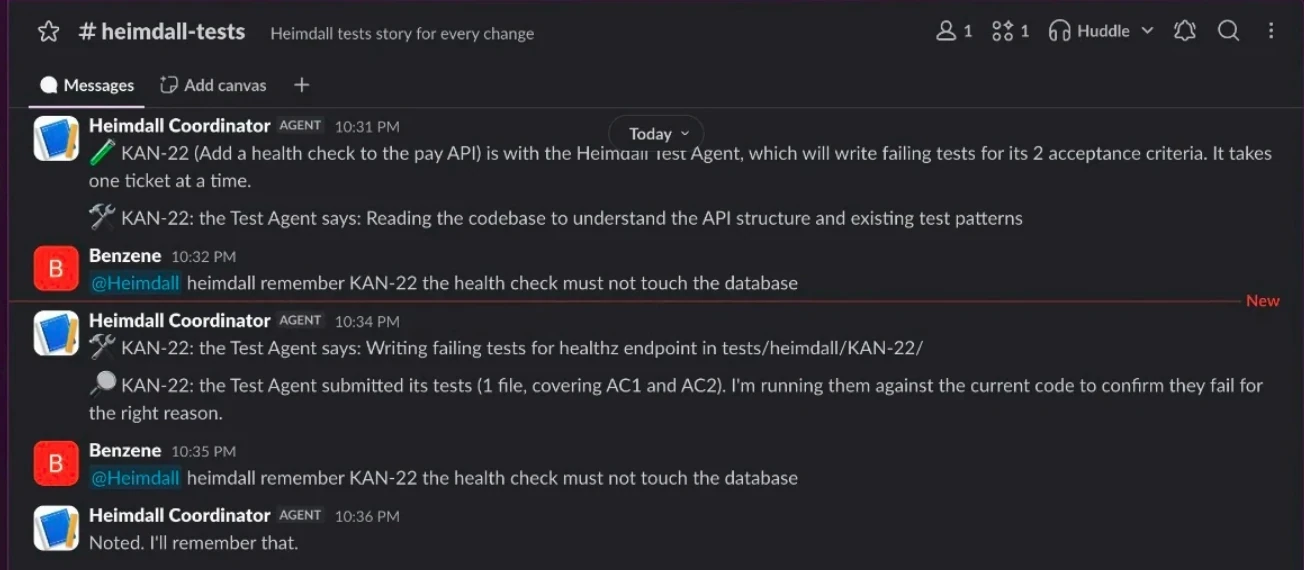 # heimdall-tests Heimdall tests story for every change 1 1 Huddle
Messages Add canvas +
Today
Heimdall Coordinator AGENT 10:31 PM
KAN-22 (Add a health check to the pay API) is with the Heimdall Test Agent, which will write failing tests for its 2 acceptance criteria. It takes
one ticket at a time.
KAN-22: the Test Agent says: Reading the codebase to understand the API structure and existing test patterns
B
Benzene 10:32 PM
@Heimdall heimdall remember KAN-22 the health check must not touch the database
New
Heimdall Coordinator AGENT 10:34 PM
KAN-22: the Test Agent says: Writing failing tests for healthz endpoint in tests/heimdall/KAN-22/
KAN-22: the Test Agent submitted its tests (1 file, covering AC1 and AC2). I'm running them against the current code to confirm they fail for
the right reason.
B
Benzene 10:35 PM
@Heimdall heimdall remember KAN-22 the health check must not touch the database
Heimdall Coordinator AGENT 10:36 PM
Noted. I'll remember that.